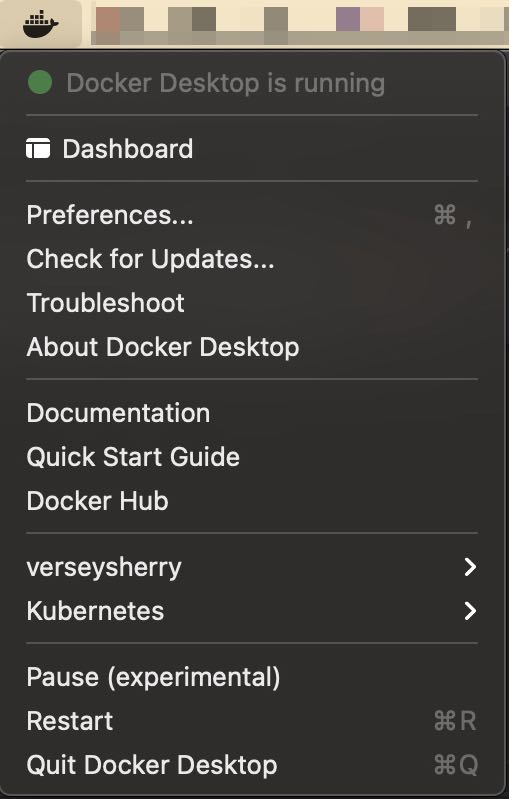 Docker Desktop is running
Dashboard
Preferences... ⌘ ,
Check for Updates...
Troubleshoot
About Docker Desktop
Documentation
Quick Start Guide
Docker Hub
verseysherry
Kubernetes
Pause (experimental)
Restart ⌘R
Quit Docker Desktop ⌘Q